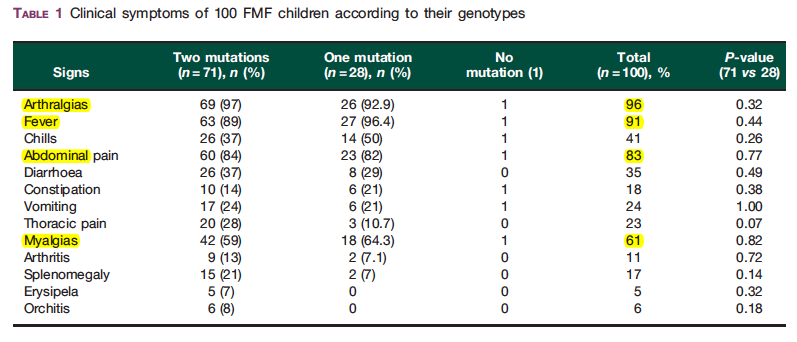 TABLE 1 Clinical symptoms of 100 FMF children according to their genotypes
Signs Two mutations (n = 71), n (%) One mutation (n = 28), n (%) No mutation (1) Total (n = 100), % P-value (71 vs 28)
Arthralgias 69 (97) 26 (92.9) 1 96 0.32
Fever 63 (89) 27 (96.4) 1 91 0.44
Chills 26 (37) 14 (50) 1 41 0.26
Abdominal pain 60 (84) 23 (82) 1 83 0.77
Diarrhoea 26 (37) 8 (29) 0 35 0.49
Constipation 10 (14) 6 (21) 1 18 0.38
Vomiting 17 (24) 6 (21) 1 24 1.00
Thoracic pain 20 (28) 3 (10.7) 0 23 0.07
Myalgias 42 (59) 18 (64.3) 1 61 0.82
Arthritis 9 (13) 2 (7.1) 0 11 0.72
Splenomegaly 15 (21) 2 (7) 0 17 0.14
Erysipela 5 (7) 0 0 5 0.32
Orchitis 6 (8) 0 0 6 0.18